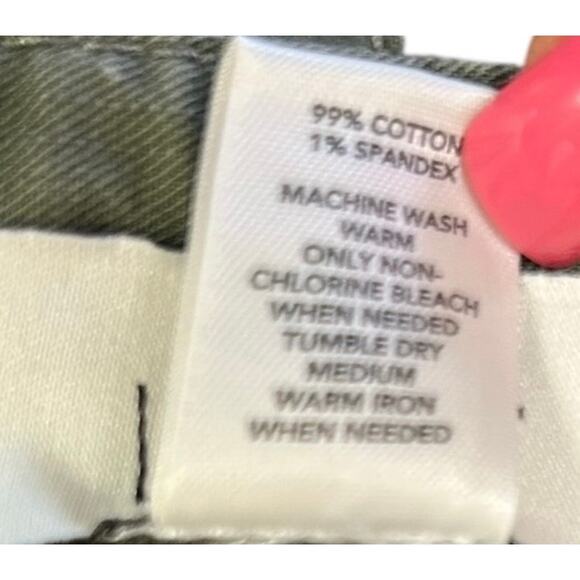 99% COTTON
1% SPANDEX
MACHINE WASH
WARM
ONLY NON-
CHLORINE BLEACH
WHEN NEEDED
TUMBLE DRY
MEDIUM
WARM IRON
WHEN NEEDED